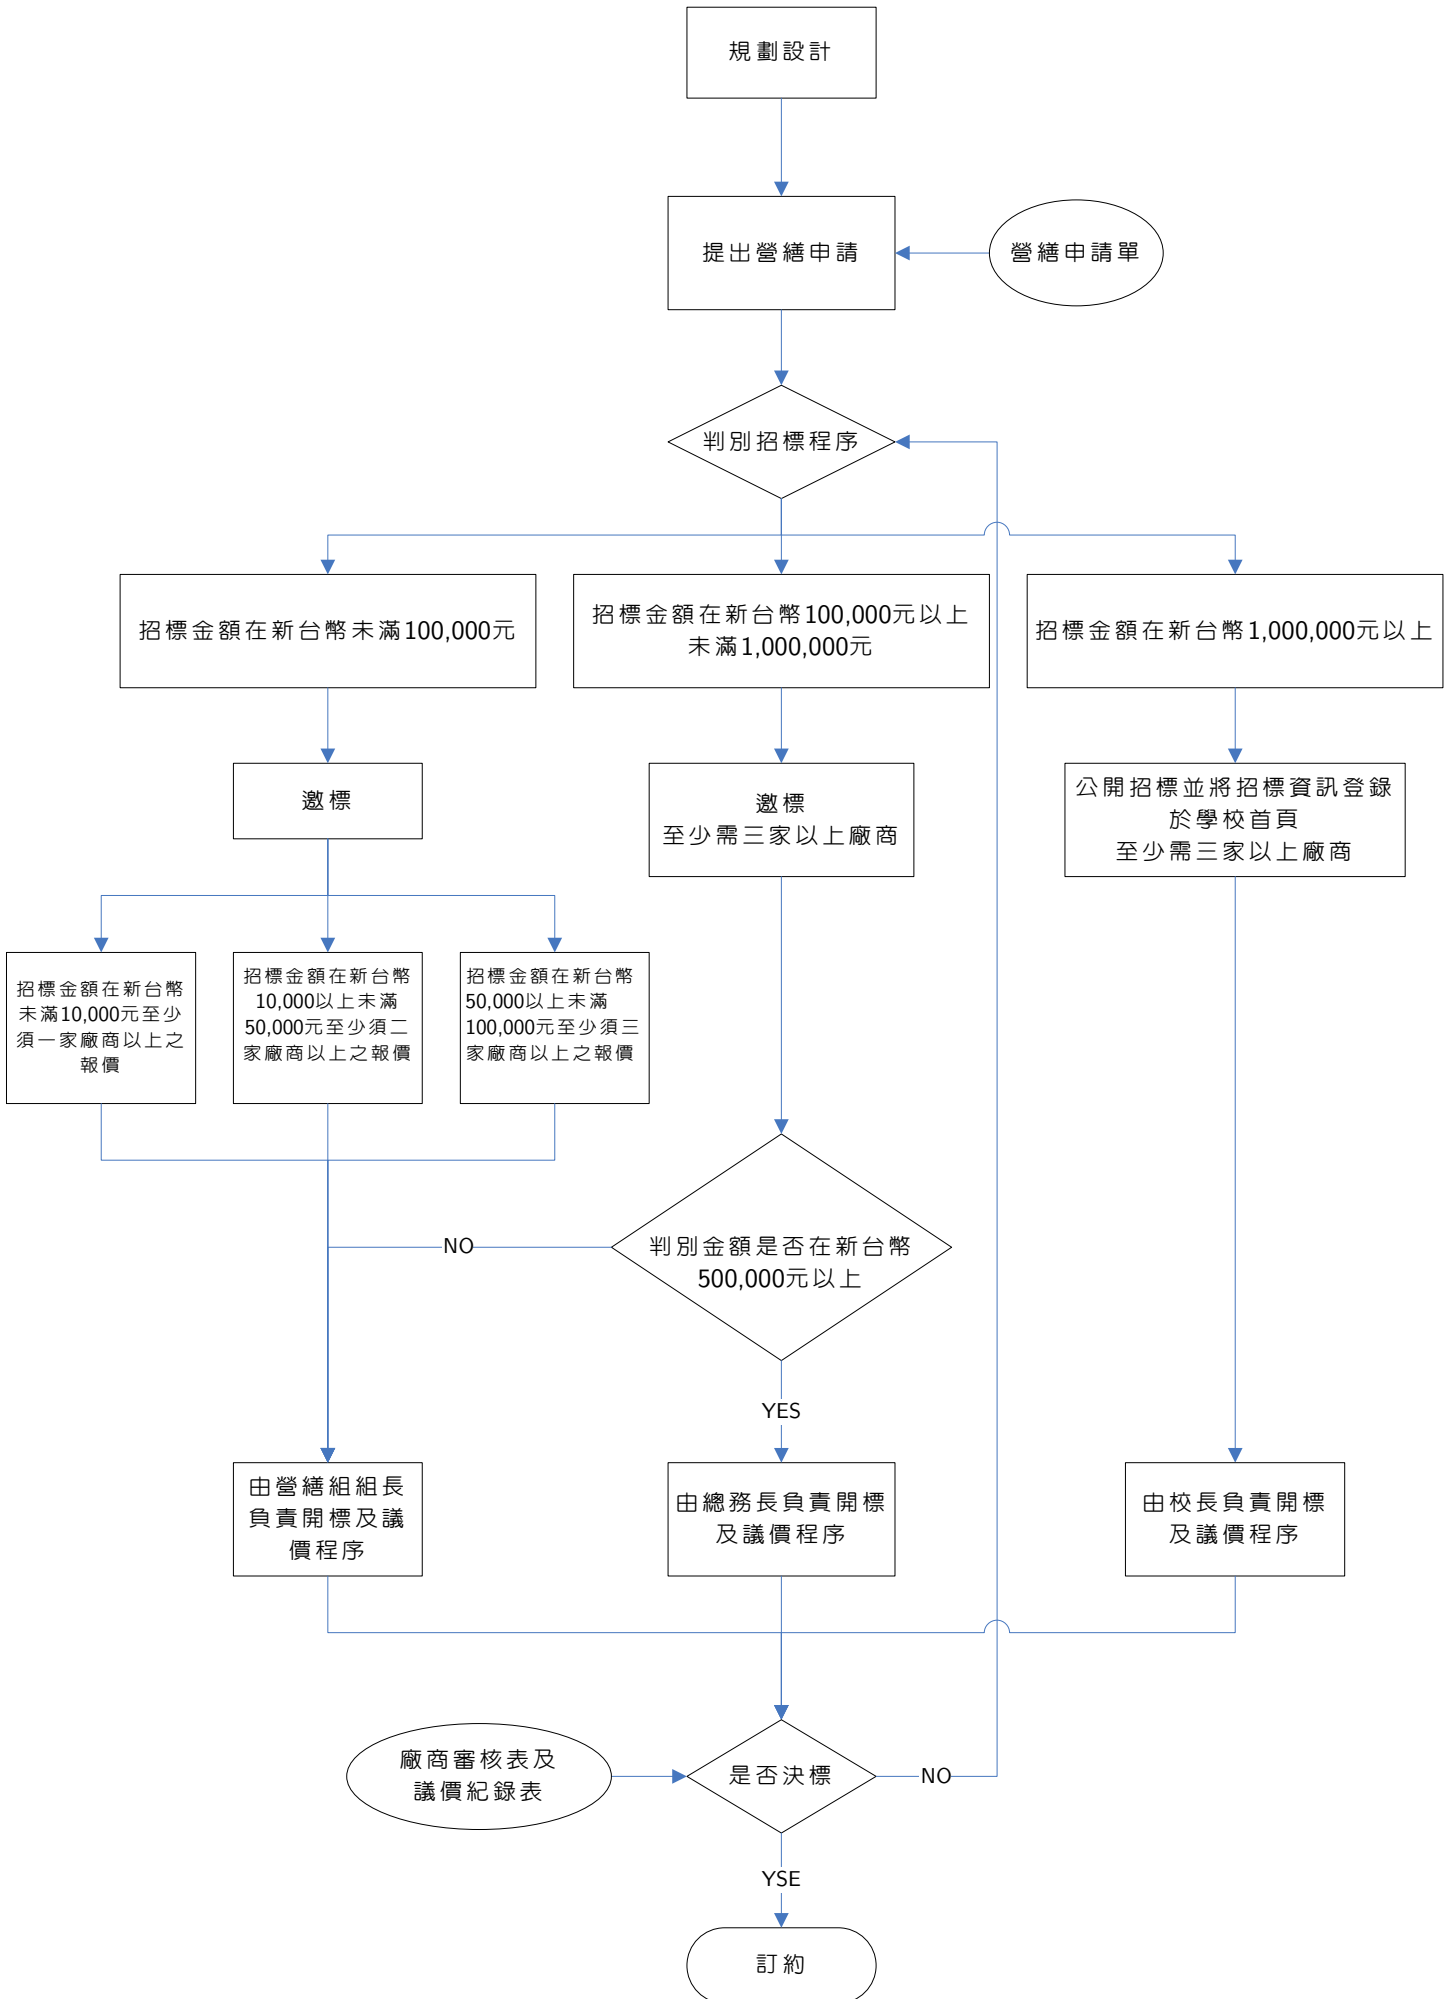 規劃設計
提出營繕申請
營繕申請單
判別招標程序
招標金額在新台幣未滿100,000元
招標金額在新台幣100,000元以上
未滿1,000,000元
招標金額在新台幣1,000,000元以上
邀標
邀標
至少需三家以上廠商
公開招標並將招標資訊登錄
於學校首頁
至少需三家以上廠商
招標金額在新台幣
未滿10,000元至少
須一家廠商以上之
報價
招標金額在新台幣
10,000以上未滿
50,000元至少須二
家廠商以上之報價
招標金額在新台幣
50,000以上未滿
100,000元至少須三
家廠商以上之報價
判別金額是否在新台幣
500,000元以上
NO
YES
由營繕組組長
負責開標及議
價程序
由總務長負責開標
及議價程序
由校長負責開標
及議價程序
廠商審核表及
議價紀錄表
是否決標
NO
YSE
訂約